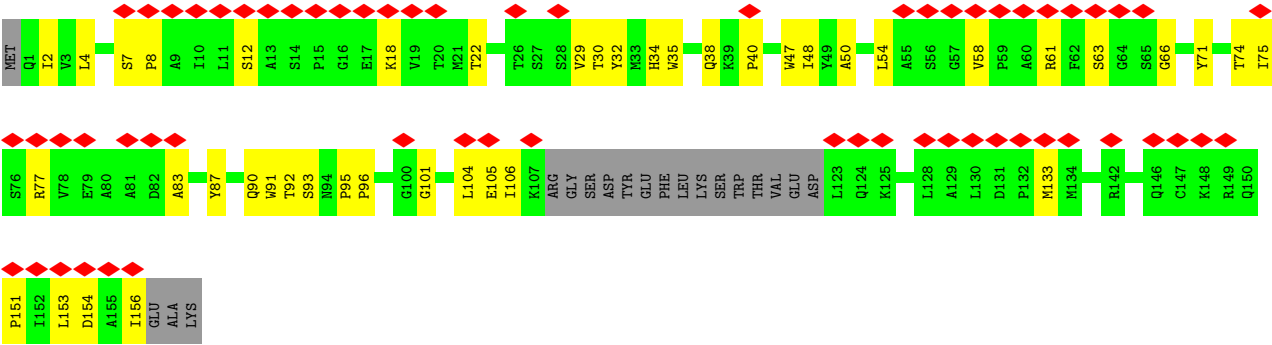 MET Q1 I2 V3 L4 S7 P8 A9 I10 L11 S12 A13 S14 P15 G16 E17 K18 V19 T20 M21 T22 T26 S27 S28 V29 T30 Y32 M33 H34 W35 Q38 K39 P40 W47 I48 Y49 A50 L54 A55 S56 G57 V58 P59 A60 R61 F62 S63 G64 S65 G66 Y71 T74 I75
S76 R77 V78 E79 A80 A81 D82 A83 Y87 Q90 W91 T92 S93 N94 P95 P96 G100 G101 L104 E105 I106 K107 ARG GLY SER ASP TYR GLU PHE LEU LYS SER TRP THR VAL GLU ASP L123 Q124 K125 L128 A129 L130 D131 P132 M133 M134 R142 Q146 C147 K148 R149 Q150
P151 I152 L153 D154 A155 I156 GLU ALA LYS